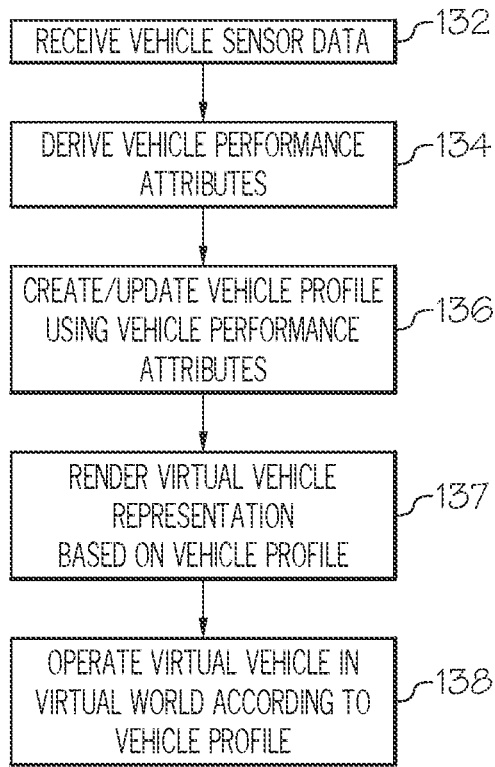 RECEIVE VEHICLE SENSOR DATA
132
DERIVE VEHICLE PERFORMANCE
ATTRIBUTES
134
CREATE/UPDATE VEHICLE PROFILE
USING VEHICLE PERFORMANCE
ATTRIBUTES
136
RENDER VIRTUAL VEHICLE
REPRESENTATION
BASED ON VEHICLE PROFILE
137
OPERATE VIRTUAL VEHICLE IN
VIRTUAL WORLD ACCORDING TO
VEHICLE PROFILE
138